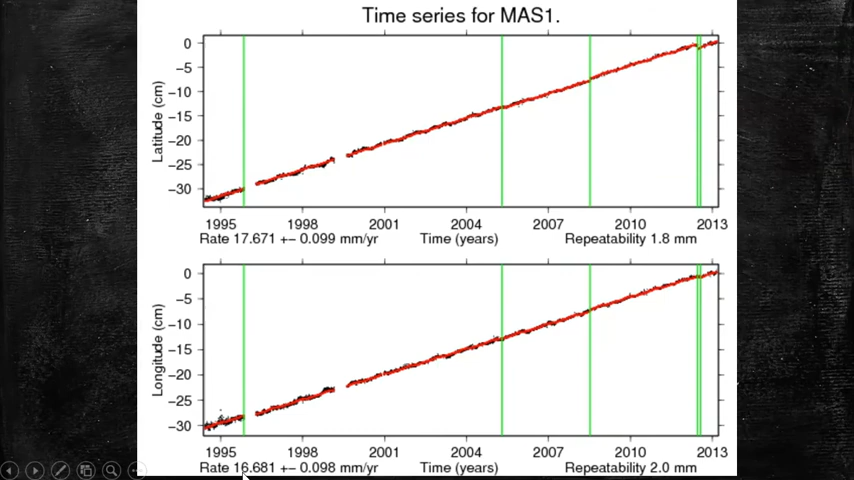 Time series for MAS1.
Latitude (cm)
0
−5
−10
−15
−20
−25
−30
1995 1998 2001 2004 2007 2010 2013
Rate 17.671 +− 0.099 mm/yr Time (years) Repeatability 1.8 mm
Longitude (cm)
0
−5
−10
−15
−20
−25
−30
1995 1998 2001 2004 2007 2010 2013
Rate 16.681 +− 0.098 mm/yr Time (years) Repeatability 2.0 mm